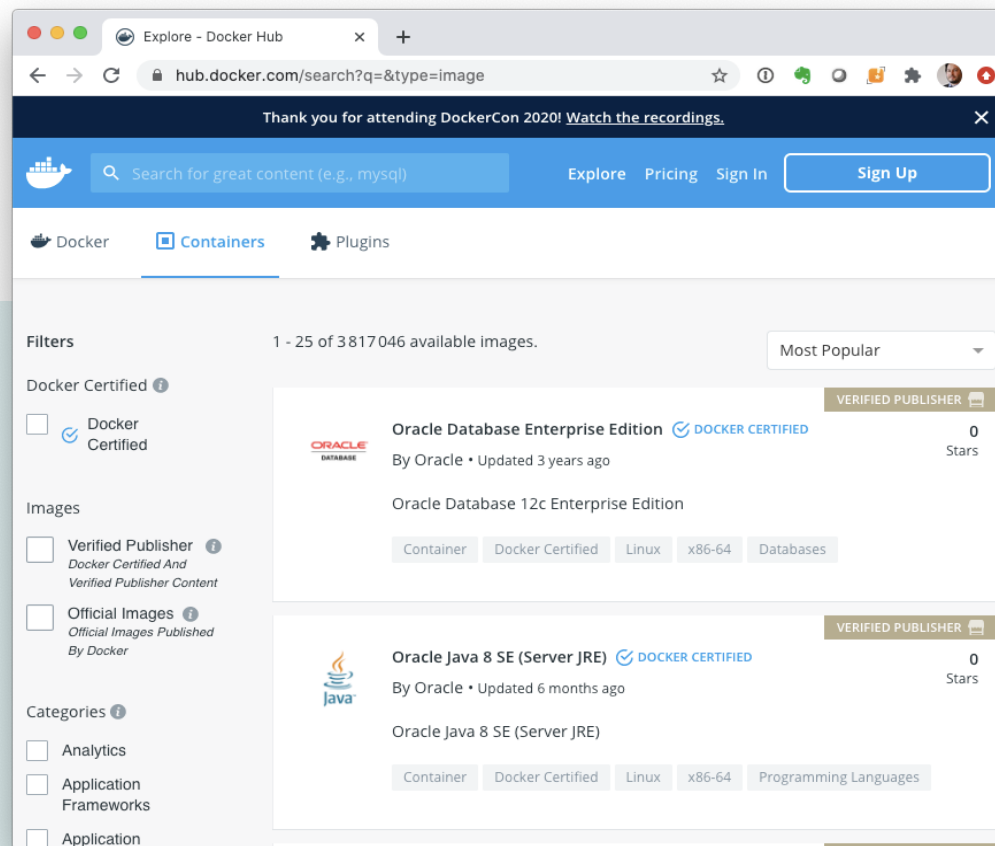 Explore - Docker Hub
hub.docker.com/search?q=&type=image
Thank you for attending DockerCon 2020! Watch the recordings.
Search for great content (e.g., mysql)
Explore Pricing Sign In Sign Up
Docker Containers Plugins
Filters
1 - 25 of 3 817 046 available images.
Most Popular
Docker Certified
Docker
Certified
Images
Verified Publisher
Docker Certified And
Verified Publisher Content
Official Images
Official Images Published
By Docker
Categories
Analytics
Application
Frameworks
Application
VERIFIED PUBLISHER
ORACLE
DATABASE
Oracle Database Enterprise Edition DOCKER CERTIFIED
0
Stars
By Oracle • Updated 3 years ago
Oracle Database 12c Enterprise Edition
Container Docker Certified Linux x86-64 Databases
VERIFIED PUBLISHER
Java
Oracle Java 8 SE (Server JRE) DOCKER CERTIFIED
0
Stars
By Oracle • Updated 6 months ago
Oracle Java 8 SE (Server JRE)
Container Docker Certified Linux x86-64 Programming Languages